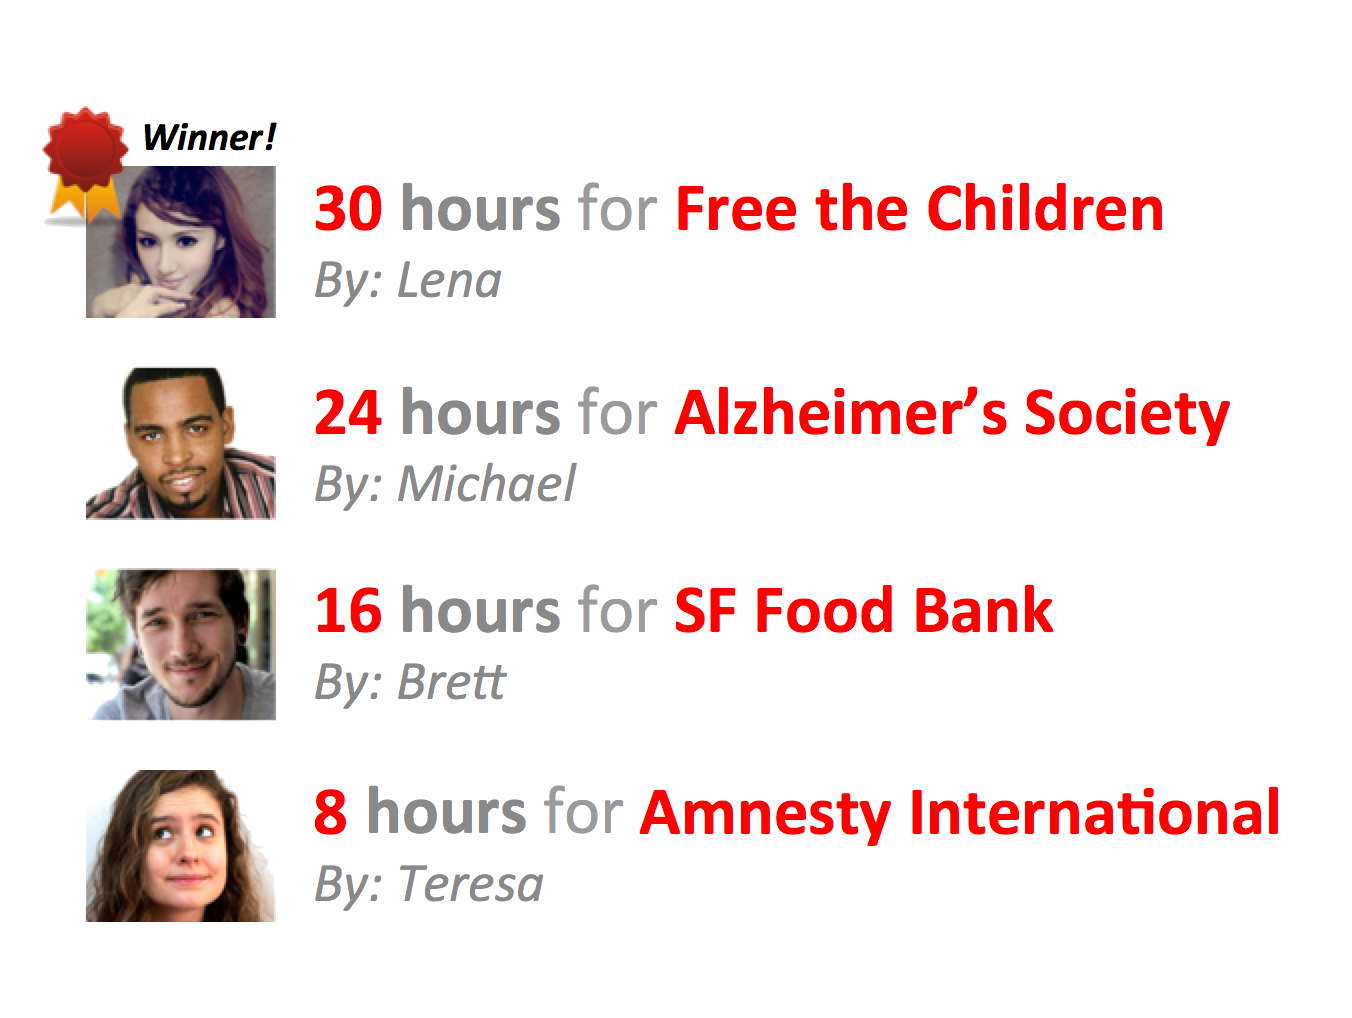 Winner!
30 hours for Free the Children
By: Lena
24 hours for Alzheimer’s Society
By: Michael
16 hours for SF Food Bank
By: Brett
8 hours for Amnesty International
By: Teresa